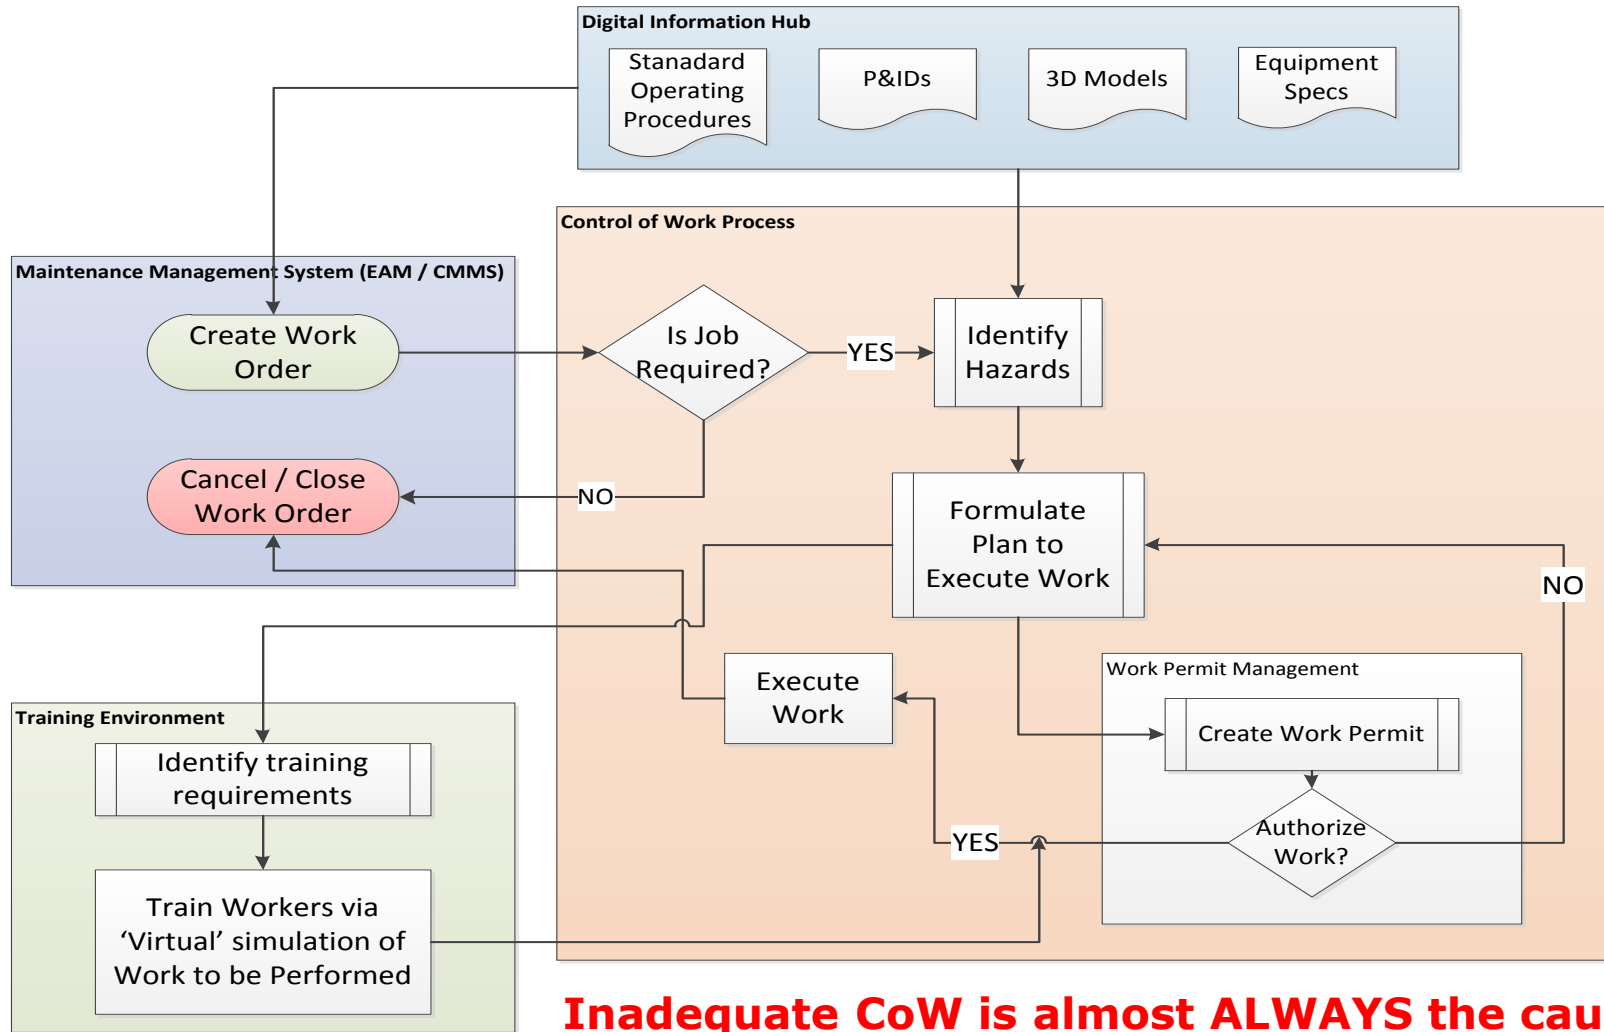 Digital Information Hub
Stanadard
Operating
Procedures
P&IDs
3D Models
Equipment
Specs
Control of Work Process
Maintenance Management System (EAM / CMMS)
Create Work
Order
Is Job
Required?
YES
Identify
Hazards
Cancel / Close
Work Order
NO
Formulate
Plan to
Execute Work
NO
Execute
Work
Work Permit Management
Create Work Permit
Authorize
Work?
YES
Training Environment
Identify training
requirements
Train Workers via
‘Virtual’ simulation of
Work to be Performed
Inadequate CoW is almost ALWAYS the cau